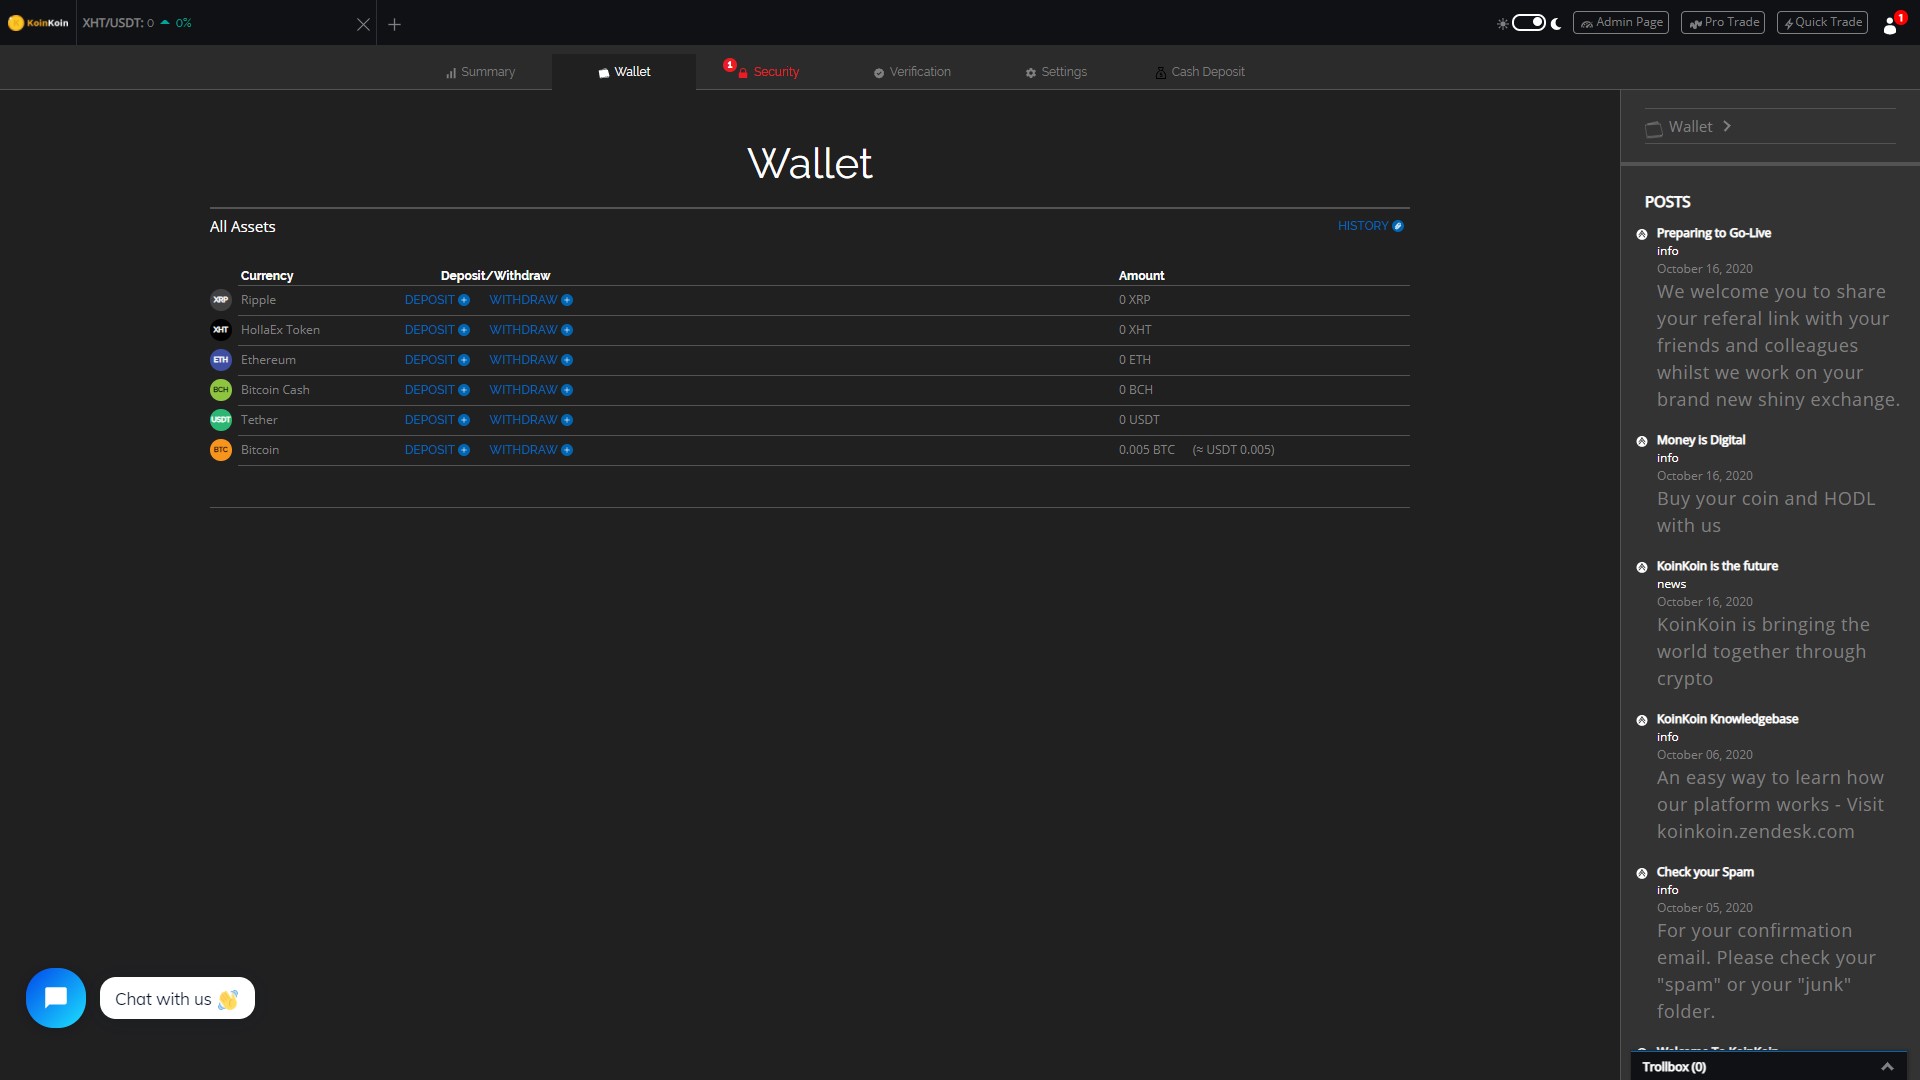 KoinKoin
XHT/USDT: 0 0%
Admin Page
Pro Trade
Quick Trade
1
Summary
Wallet
1
Security
Verification
Settings
Cash Deposit
Wallet
All Assets
HISTORY
Currency Deposit/Withdraw Amount
XRP Ripple DEPOSIT WITHDRAW 0 XRP
XHT HollaEx Token DEPOSIT WITHDRAW 0 XHT
ETH Ethereum DEPOSIT WITHDRAW 0 ETH
BCH Bitcoin Cash DEPOSIT WITHDRAW 0 BCH
USDT Tether DEPOSIT WITHDRAW 0 USDT
BTC Bitcoin DEPOSIT WITHDRAW 0.005 BTC (≈ USDT 0.005)
Chat with us 👋
Wallet
POSTS
Preparing to Go-Live
info
October 16, 2020
We welcome you to share
your referal link with your
friends and colleagues
whilst we work on your
brand new shiny exchange.
Money is Digital
info
October 16, 2020
Buy your coin and HODL
with us
KoinKoin is the future
news
October 16, 2020
KoinKoin is bringing the
world together through
crypto
KoinKoin Knowledgebase
info
October 06, 2020
An easy way to learn how
our platform works - Visit
koinkoin.zendesk.com
Check your Spam
info
October 05, 2020
For your confirmation
email. Please check your
"spam" or your "junk"
folder.
Welcome To KoinKoin
Trollbox (0)